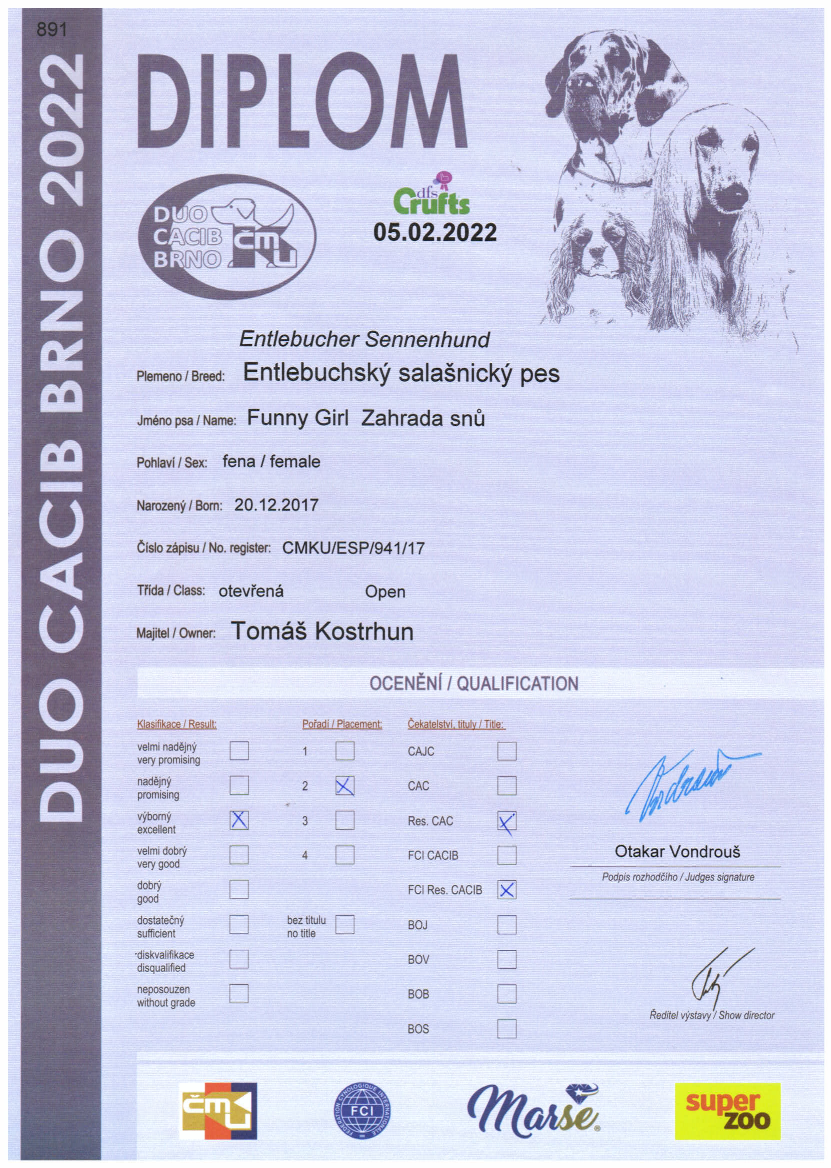 891
DUO CACIB BRNO 2022
DIPLOM
DUO
CACIB
BRNO
ČMKU
dfs
Crufts
05.02.2022
Entlebucher Sennenhund
Plemeno / Breed: Entlebuchský salašnický pes
Jméno psa / Name: Funny Girl Zahrada snů
Pohlaví / Sex: fena / female
Narozený / Born: 20.12.2017
Číslo zápisu / No. register: CMKU/ESP/941/17
Třída / Class: otevřená Open
Majitel / Owner: Tomáš Kostrhun
OCENĚNÍ / QUALIFICATION
Klasifikace / Result:
velmi nadějný
very promising
nadějný
promising
výborný
excellent
velmi dobrý
very good
dobrý
good
dostatečný
sufficient
diskvalifikace
disqualified
neposouzen
without grade
Pořadí / Placement:
1
2
3
4
bez titulu
no title
Čekatelství, tituly / Title:
CAJC
CAC
Res. CAC
FCI CACIB
FCI Res. CACIB
BOJ
BOV
BOB
BOS
Vondrouš
Otakar Vondrouš
Podpis rozhodčího / Judges signature
Ředitel výstavy / Show director
ČMKU
FEDERATION CYNOLOGIQUE INTERNATIONALE
FCI
Marse®
super
zoo